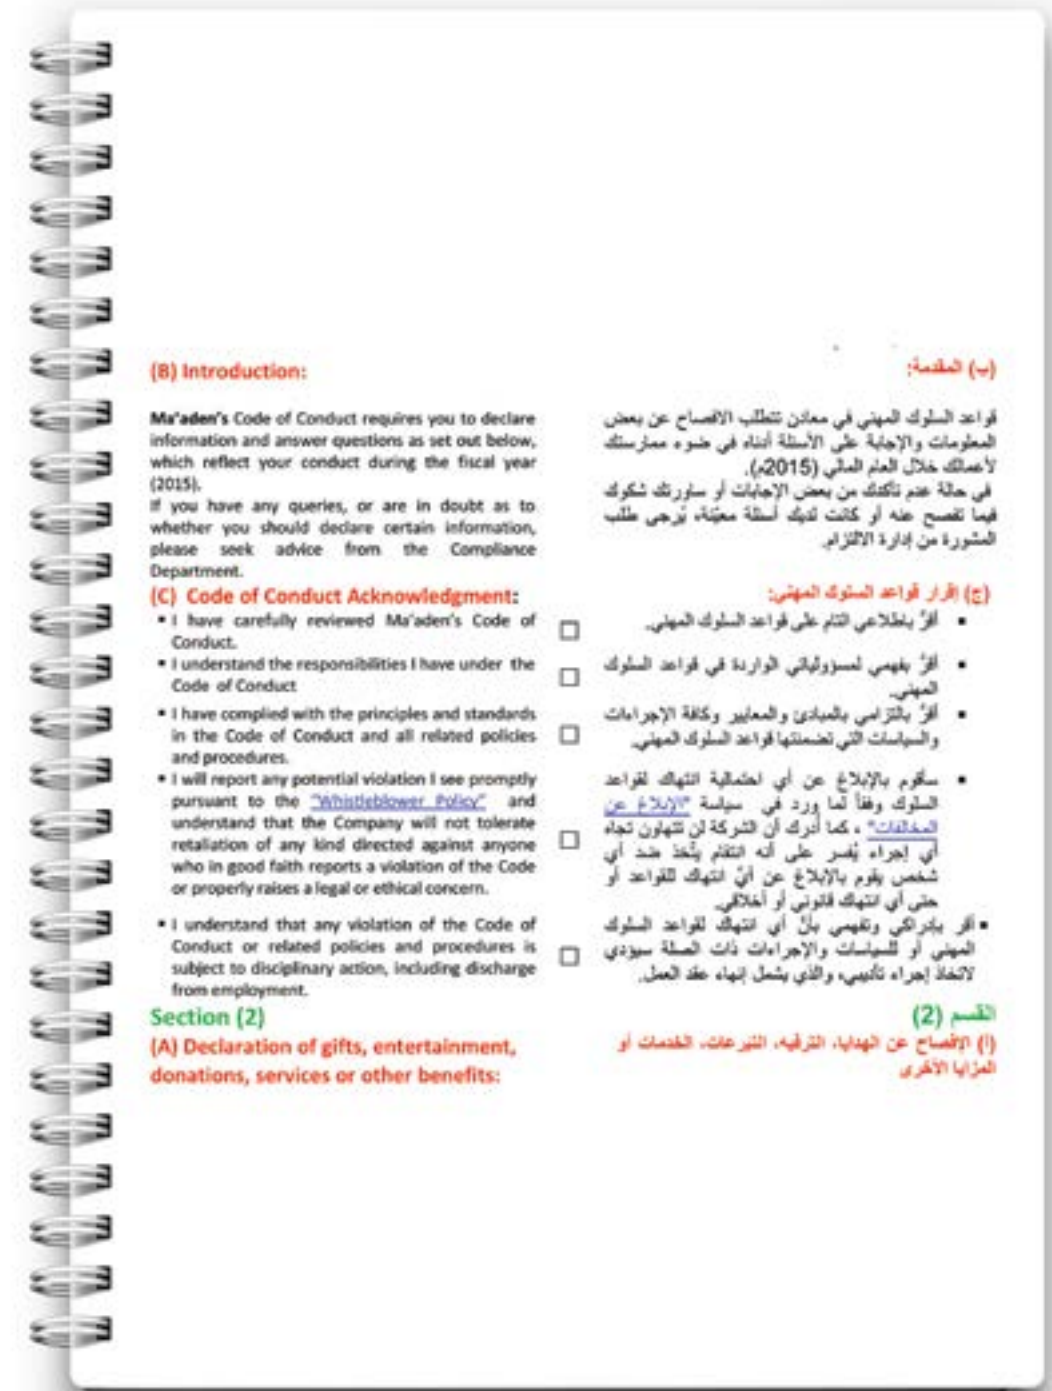 (B) Introduction:
Ma'aden's Code of Conduct requires you to declare
information and answer questions as set out below,
which reflect your conduct during the fiscal year
(2015).
If you have any queries, or are in doubt as to
whether you should declare certain information,
please seek advice from the Compliance
Department.
(C) Code of Conduct Acknowledgment:
▪ I have carefully reviewed Ma'aden's Code of
Conduct.
▪ I understand the responsibilities I have under the
Code of Conduct
▪ I have complied with the principles and standards
in the Code of Conduct and all related policies
and procedures.
▪ I will report any potential violation I see promptly
pursuant to the "Whistleblower Policy" and
understand that the Company will not tolerate
retaliation of any kind directed against anyone
who in good faith reports a violation of the Code
or properly raises a legal or ethical concern.
▪ I understand that any violation of the Code of
Conduct or related policies and procedures is
subject to disciplinary action, including discharge
from employment.
Section (2)
(A) Declaration of gifts, entertainment,
donations, services or other benefits:
(ب) المقدمة:
قواعد السلوك المهني في معادن تتطلب الافصاح عن بعض
المعلومات والإجابة على الأسئلة أدناه في ضوء ممارستك
لأعمالك خلال العام المالي (2015م).
في حالة عدم تأكدك من بعض الإجابات أو ساورتك شكوك
فيما تفصح عنه أو كانت لديك أسئلة معيّنة، يُرجى طلب
المشورة من إدارة الالتزام.
(ج) إقرار قواعد السلوك المهني:
▪ أقرُّ باطلاعي التام على قواعد السلوك المهني.
▪ أقرُّ بفهمي لمسؤولياتي الواردة في قواعد السلوك
المهني.
▪ أقرُّ بالتزامي بالمبادئ والمعايير وكافة الإجراءات
والسياسات التي تضمنتها قواعد السلوك المهني.
▪ سأقوم بالإبلاغ عن أي احتمالية انتهاك لقواعد
السلوك وفقاً لما ورد في سياسة "الإبلاغ عن
المخالفات" ، كما أدرك أن الشركة لن تتهاون تجاه
أي إجراء يُفسر على أنه انتقام يتّخذ ضد أي
شخص يقوم بالإبلاغ عن أيّ انتهاك للقواعد أو
حتى أي انتهاك قانوني أو أخلاقي.
▪ أقر بإدراكي وتفهمي بأنّ أي انتهاك لقواعد السلوك
المهني أو للسياسات والإجراءات ذات الصلة سيؤدي
لاتخاذ إجراء تأديبي، والذي يشمل إنهاء عقد العمل.
القسم (2)
(أ) الإفصاح عن الهدايا، الترفيه، التبرعات، الخدمات أو
المزايا الأخرى